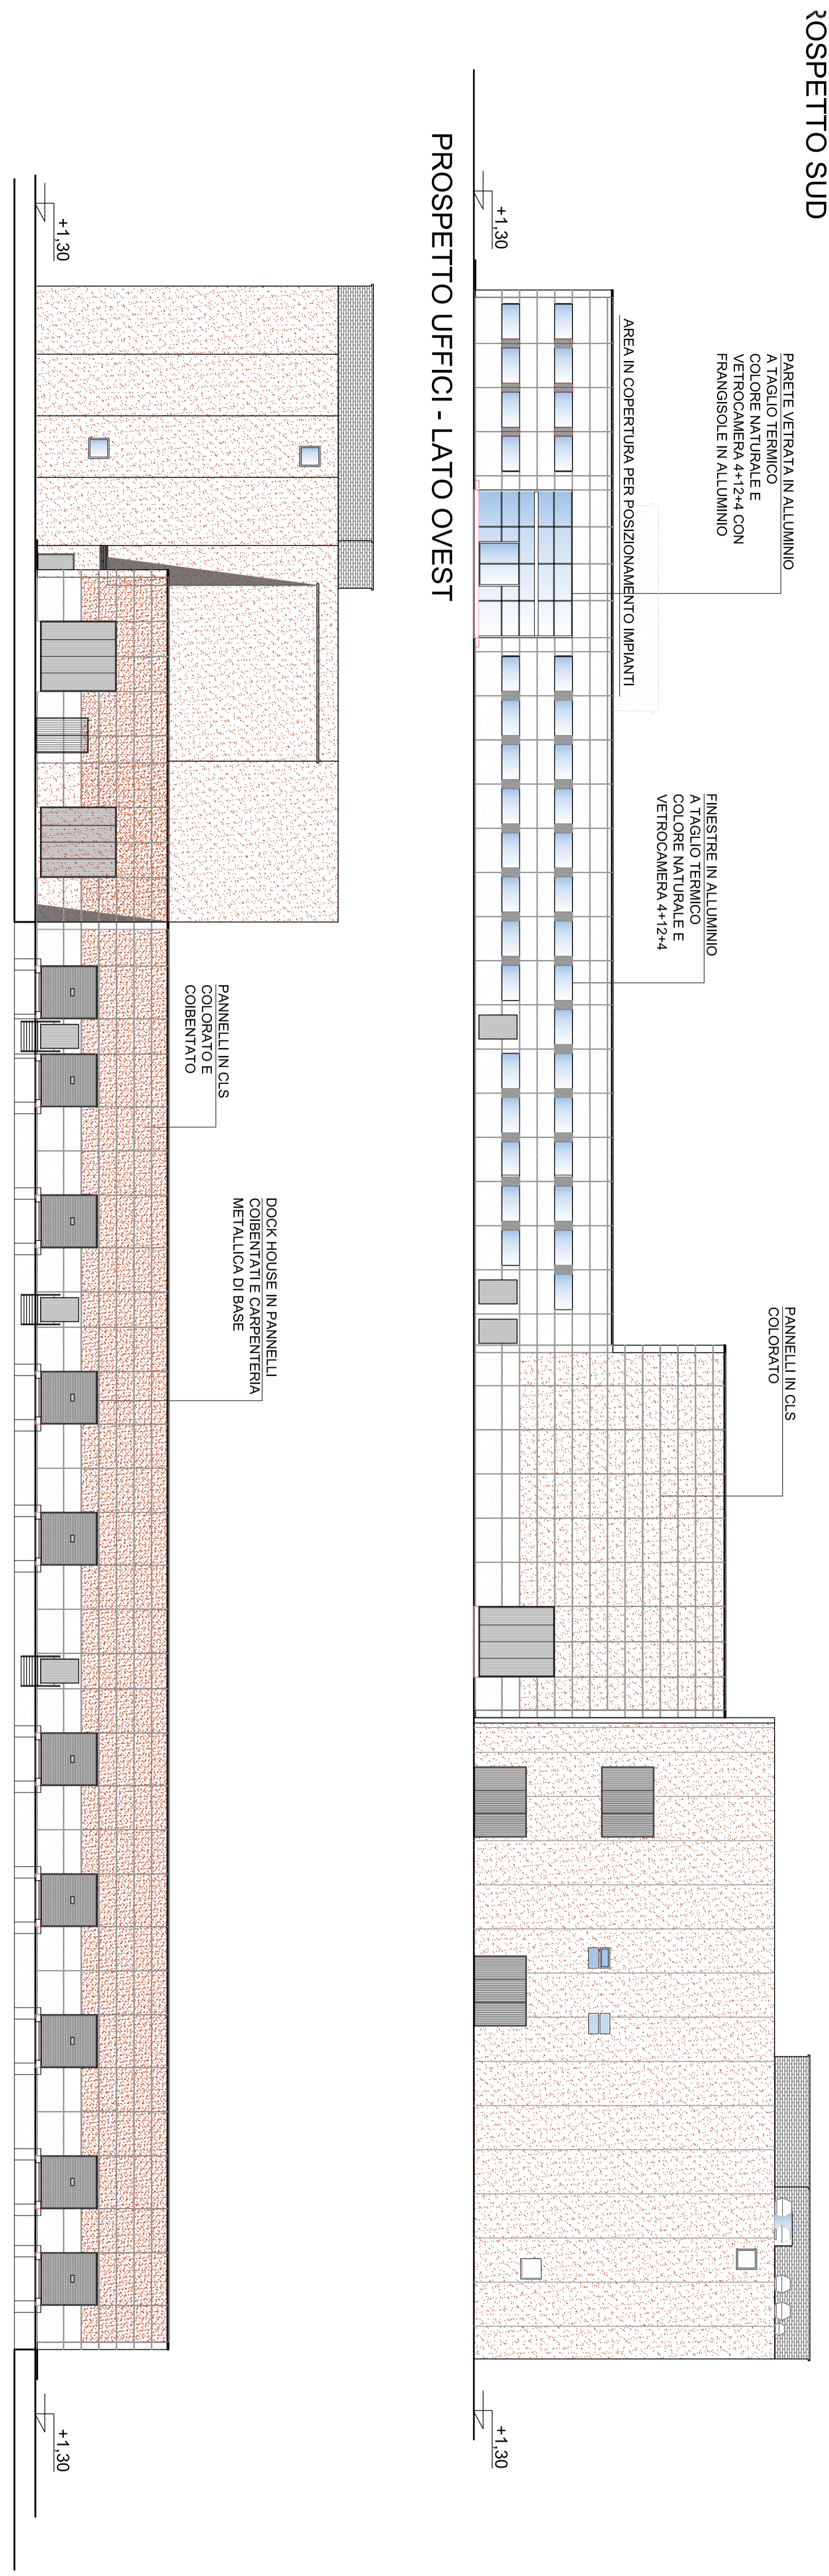 ROSPETTO SUD
PARETE VETRATA IN ALLUMINIO
A TAGLIO TERMICO
COLORE NATURALE E
VETROCAMERA 4+12+4 CON
FRANGISOLE IN ALLUMINIO
FINESTRE IN ALLUMINIO
A TAGLIO TERMICO
COLORE NATURALE E
VETROCAMERA 4+12+4
PANNELLI IN CLS
COLORATO
AREA IN COPERTURA PER POSIZIONAMENTO IMPIANTI
+1,30
+1,30
PROSPETTO UFFICI - LATO OVEST
DOCK HOUSE IN PANNELLI
COIBENTATI E CARPENTERIA
METALLICA DI BASE
PANNELLI IN CLS
COLORATO E
COIBENTATO
+1,30
+1,30